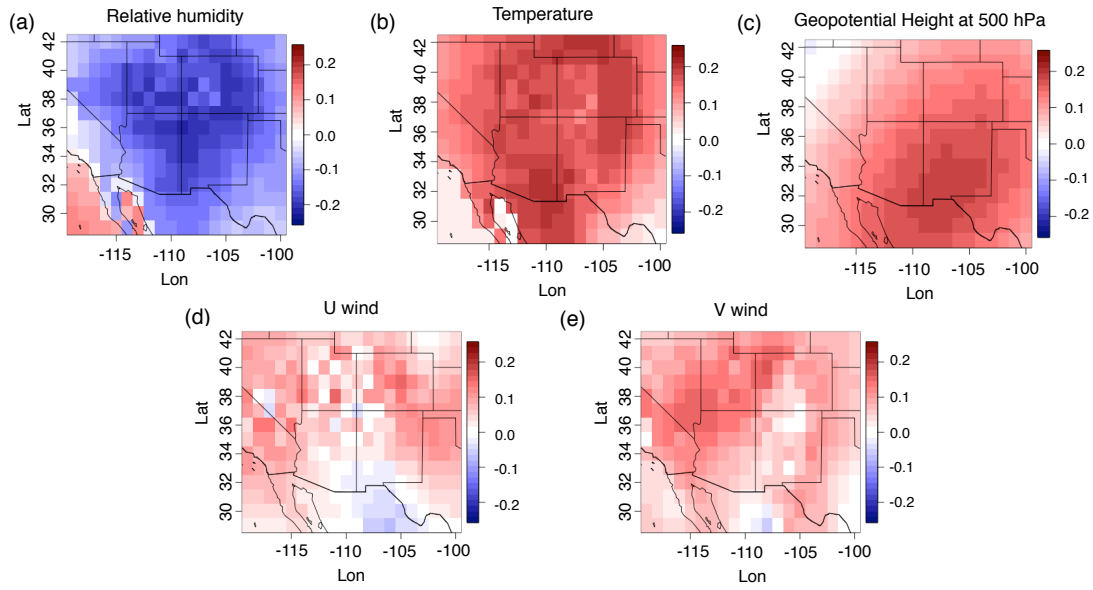 (a) Relative humidity
30 32 34 36 38 40 42
Lat
-115 -110 -105 -100
Lon
0.2
0.1
0.0
-0.1
-0.2
(b) Temperature
30 32 34 36 38 40 42
Lat
-115 -110 -105 -100
Lon
0.2
0.1
0.0
-0.1
-0.2
(c) Geopotential Height at 500 hPa
30 32 34 36 38 40 42
Lat
-115 -110 -105 -100
Lon
0.2
0.1
0.0
-0.1
-0.2
(d) U wind
30 32 34 36 38 40 42
Lat
-115 -110 -105 -100
Lon
0.2
0.1
0.0
-0.1
-0.2
(e) V wind
30 32 34 36 38 40 42
Lat
-115 -110 -105 -100
Lon
0.2
0.1
0.0
-0.1
-0.2